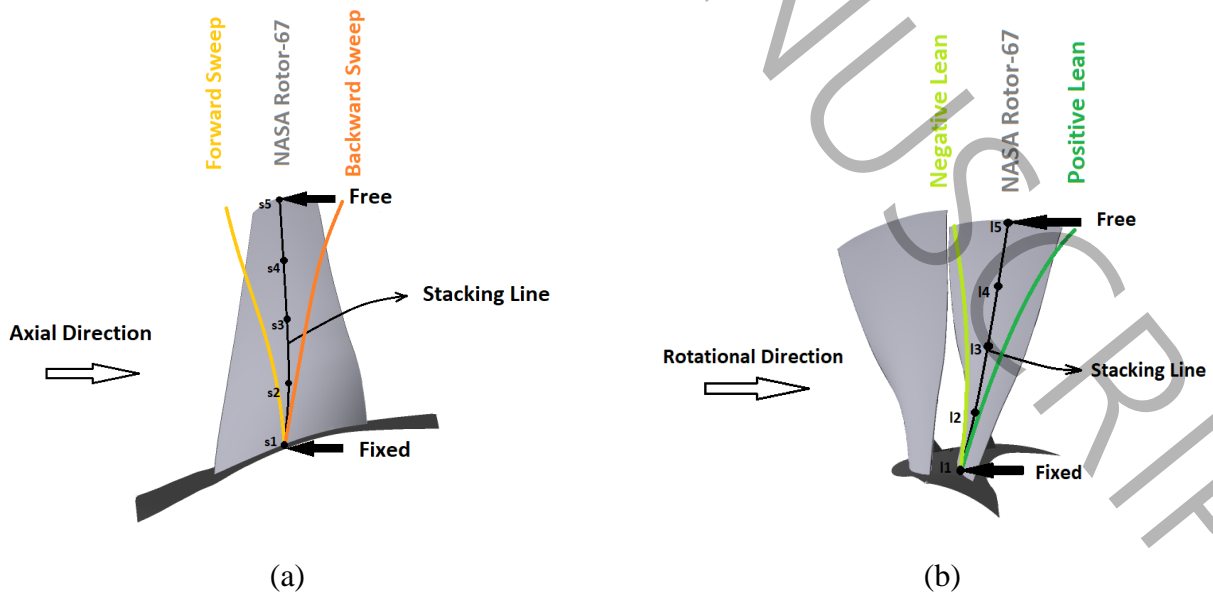 Forward Sweep
NASA Rotor-67
Backward Sweep
s5
Free
s4
s3
Stacking Line
Axial Direction
s2
s1
Fixed
(a)
Negative Lean
NASA Rotor-67
Positive Lean
l5
Free
l4
l3
Rotational Direction
Stacking Line
l2
l1
Fixed
(b)
NUSCRIP